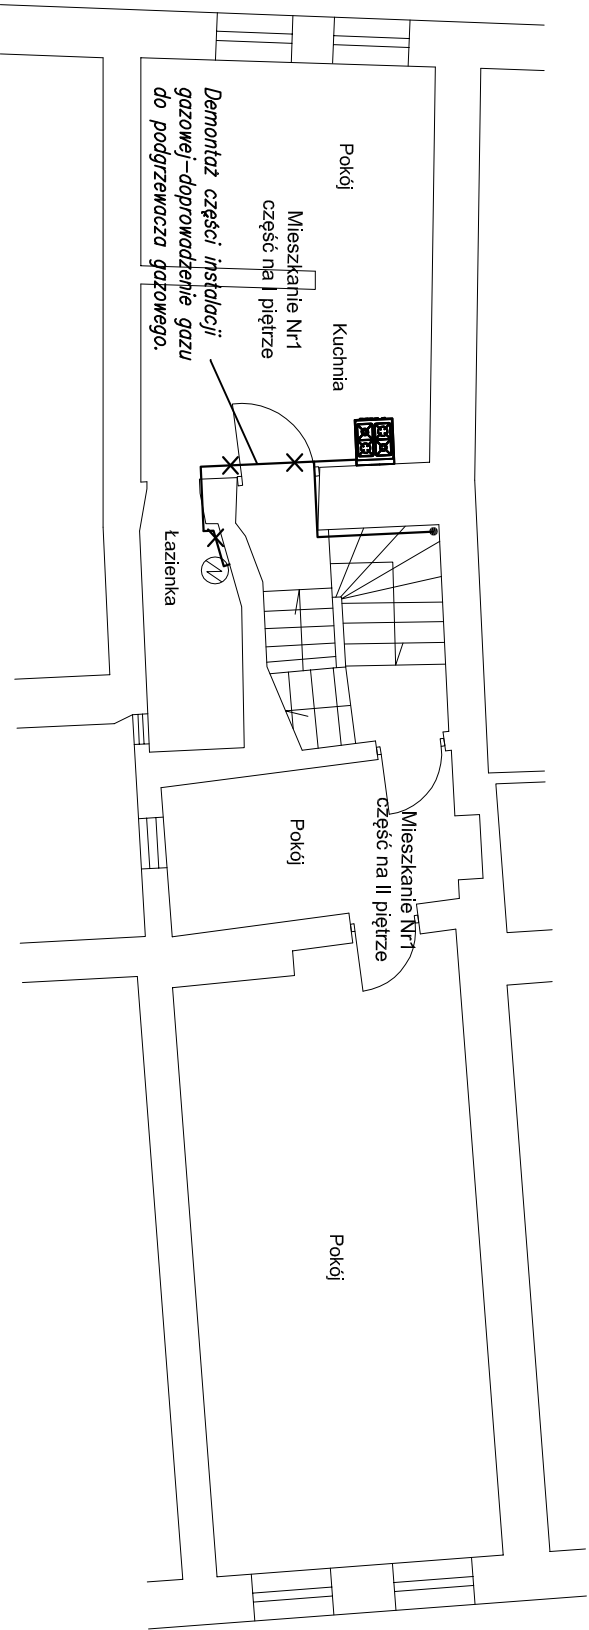 Demontaż części instalacji
gazowej-doprowadzenie gazu
do podgrzewacza gazowego.
Pokój
Mieszkanie Nr1
część na I piętrze
Kuchnia
Łazienka
Mieszkanie Nr1
część na II piętrze
Pokój
Pokój